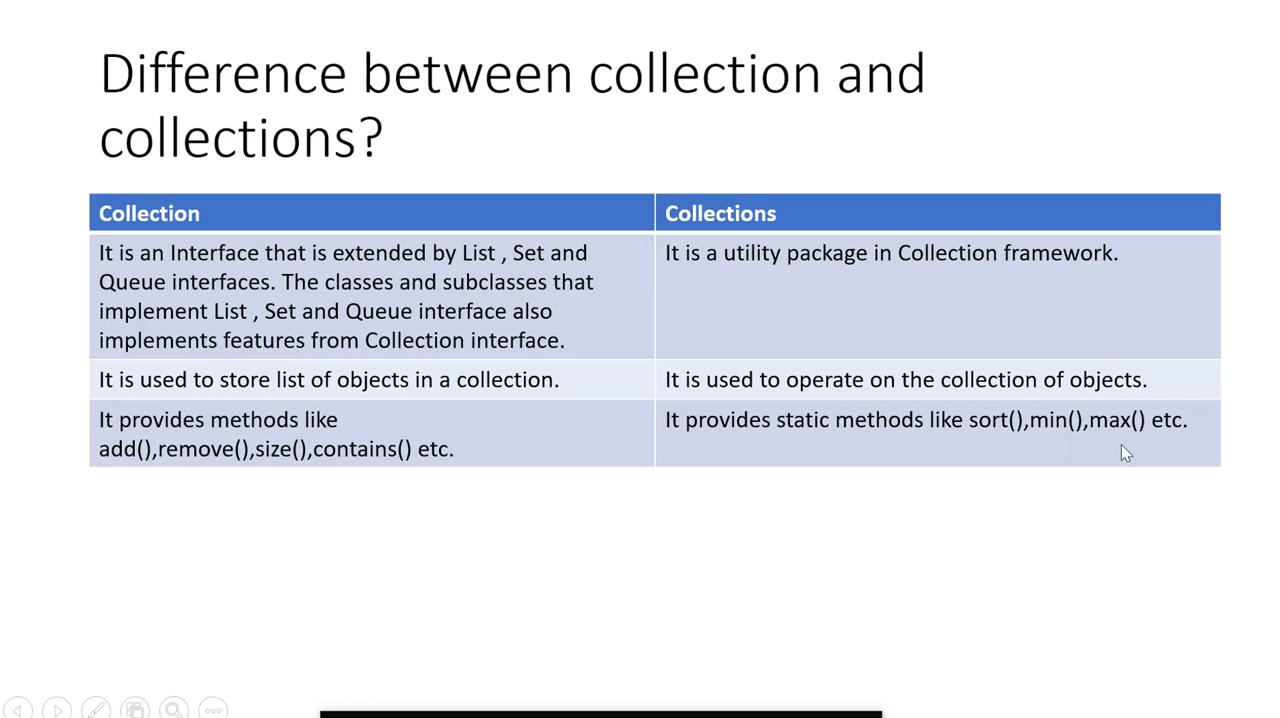 Difference between collection and
collections?
Collection
Collections
It is an Interface that is extended by List , Set and
Queue interfaces. The classes and subclasses that
implement List , Set and Queue interface also
implements features from Collection interface.
It is a utility package in Collection framework.
It is used to store list of objects in a collection.
It is used to operate on the collection of objects.
It provides methods like
add(),remove(),size(),contains() etc.
It provides static methods like sort(),min(),max() etc.